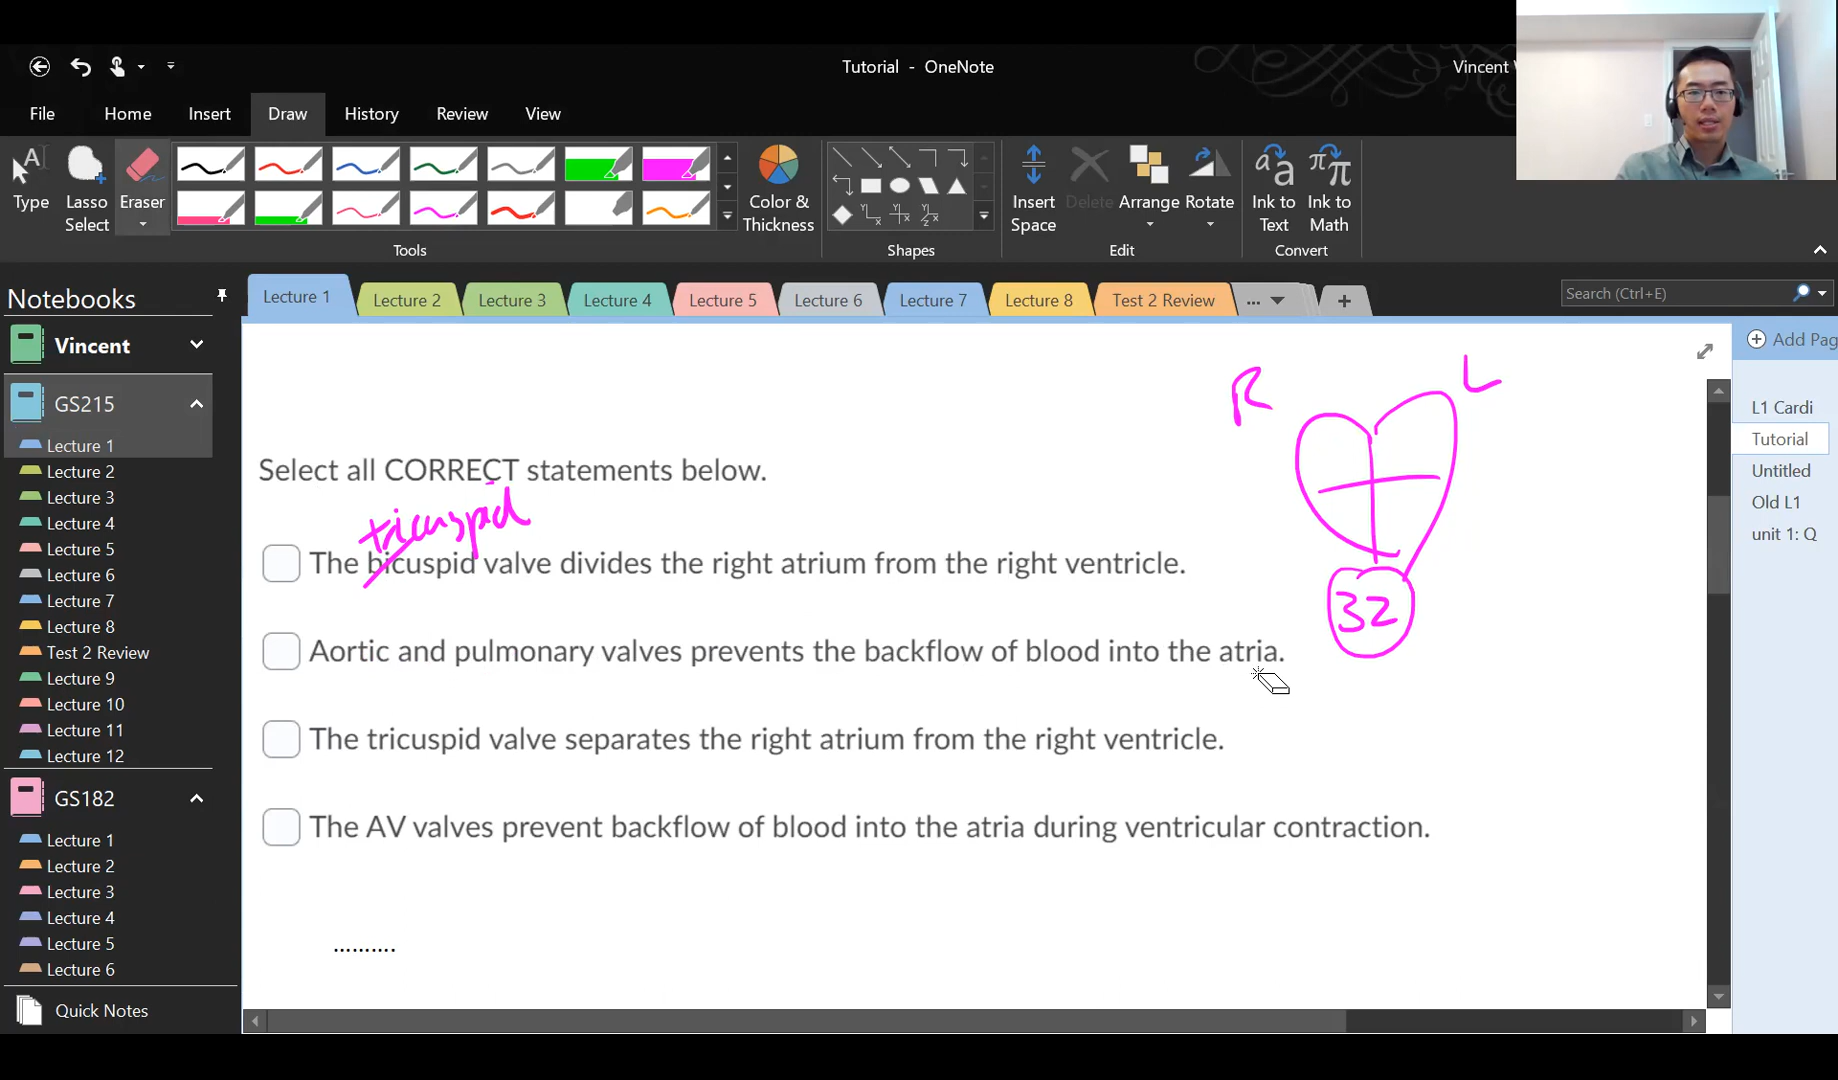 Tutorial - OneNote
Vincent
File
Home
Insert
Draw
History
Review
View
Type
Lasso Select
Eraser
Color & Thickness
Insert Space
Delete
Arrange
Rotate
Ink to Text
Ink to Math
Tools
Shapes
Edit
Convert
Notebooks
Lecture 1
Lecture 2
Lecture 3
Lecture 4
Lecture 5
Lecture 6
Lecture 7
Lecture 8
Test 2 Review
...
Search (Ctrl+E)
Vincent
GS215
Lecture 1
Lecture 2
Lecture 3
Lecture 4
Lecture 5
Lecture 6
Lecture 7
Lecture 8
Test 2 Review
Lecture 9
Lecture 10
Lecture 11
Lecture 12
GS182
Lecture 1
Lecture 2
Lecture 3
Lecture 4
Lecture 5
Lecture 6
Quick Notes
R
L
Select all CORRECT statements below.
tricuspid
The bicuspid valve divides the right atrium from the right ventricle.
32
Aortic and pulmonary valves prevents the backflow of blood into the atria.
The tricuspid valve separates the right atrium from the right ventricle.
The AV valves prevent backflow of blood into the atria during ventricular contraction.
..........
Add Pag
L1 Cardi
Tutorial
Untitled
Old L1
unit 1: Q